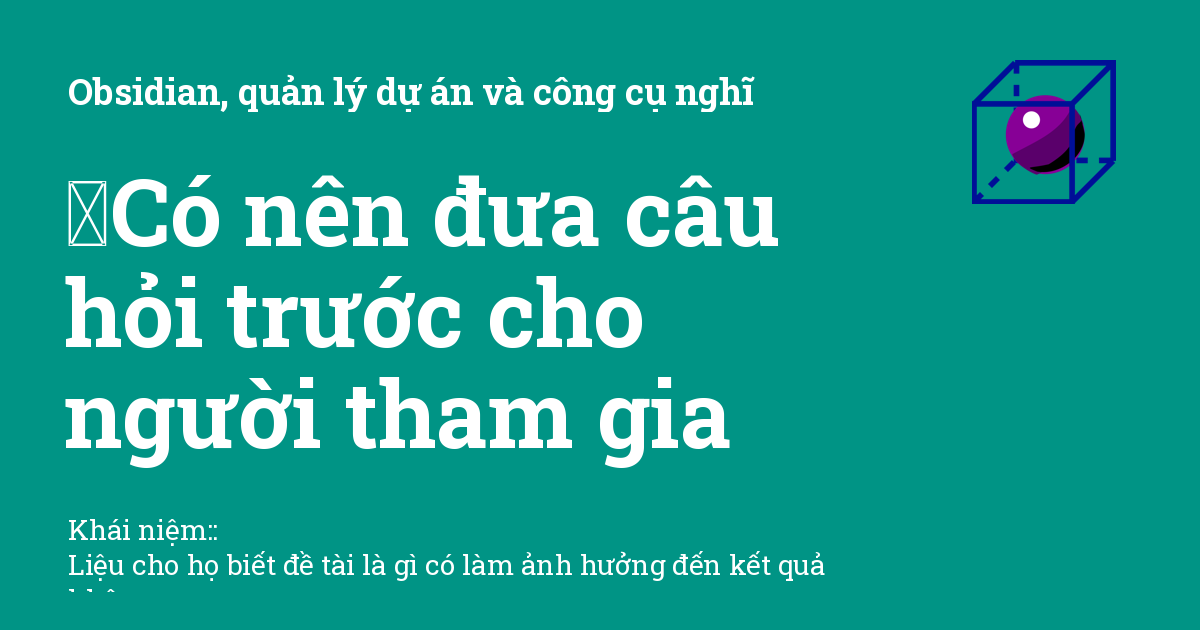 Obsidian, quản lý dự án và công cụ nghĩ
Có nên đưa câu
hỏi trước cho
người tham gia
Khái niệm::
Liệu cho họ biết đề tài là gì có làm ảnh hưởng đến kết quả